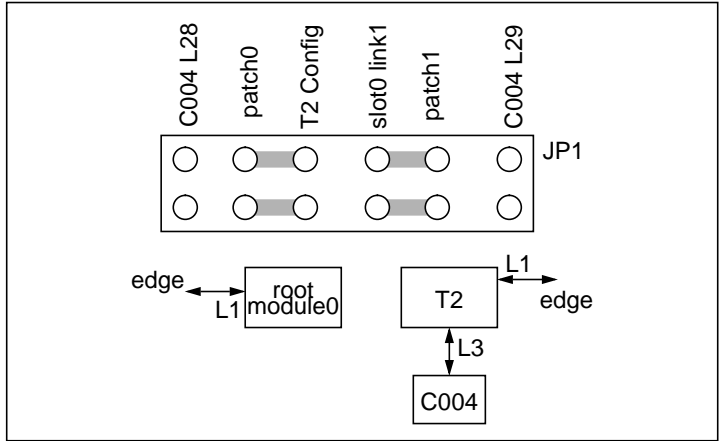 C004 L28
patch0
T2 Config
slot0 link1
patch1
C004 L29
JP1
edge
L1
root
module0
T2
L1
edge
L3
C004